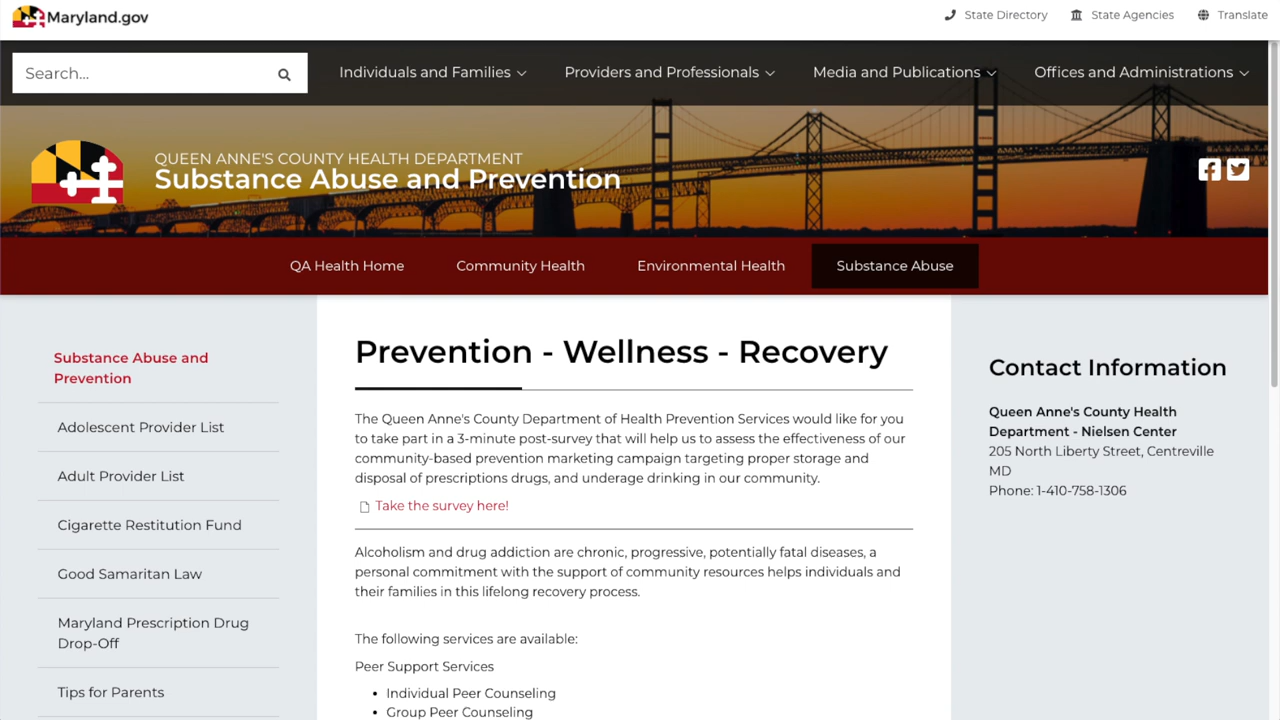 Maryland.gov
State Directory
State Agencies
Translate
Search...
Individuals and Families
Providers and Professionals
Media and Publications
Offices and Administrations
QUEEN ANNE'S COUNTY HEALTH DEPARTMENT
Substance Abuse and Prevention
QA Health Home
Community Health
Environmental Health
Substance Abuse
Substance Abuse and
Prevention
Adolescent Provider List
Adult Provider List
Cigarette Restitution Fund
Good Samaritan Law
Maryland Prescription Drug
Drop-Off
Tips for Parents
Prevention - Wellness - Recovery
The Queen Anne's County Department of Health Prevention Services would like for you
to take part in a 3-minute post-survey that will help us to assess the effectiveness of our
community-based prevention marketing campaign targeting proper storage and
disposal of prescriptions drugs, and underage drinking in our community.
Take the survey here!
Alcoholism and drug addiction are chronic, progressive, potentially fatal diseases, a
personal commitment with the support of community resources helps individuals and
their families in this lifelong recovery process.
The following services are available:
Peer Support Services
• Individual Peer Counseling
• Group Peer Counseling
Contact Information
Queen Anne's County Health
Department - Nielsen Center
205 North Liberty Street, Centreville
MD
Phone: 1-410-758-1306